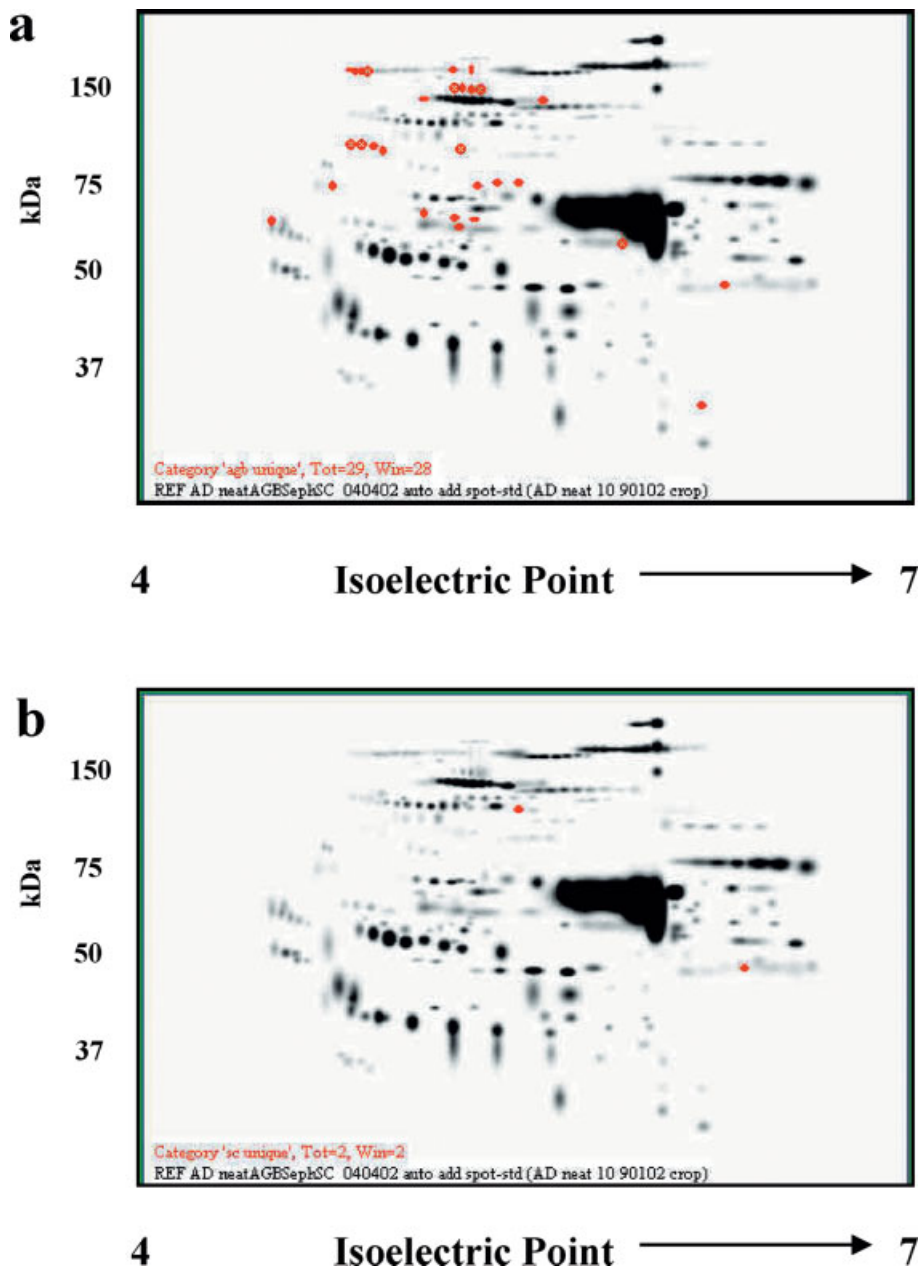 a
150
75
kDa
50
37
Category 'agb unique', Tot=29, Win=28
REF AD neatAGBSephSC 040402 auto add spot-std (AD neat 10 90102 crop)
4 Isoelectric Point 7
b
150
75
kDa
50
37
Category 'sc unique', Tot=2, Win=2
REF AD neatAGBSephSC 040402 auto add spot-std (AD neat 10 90102 crop)
4 Isoelectric Point 7